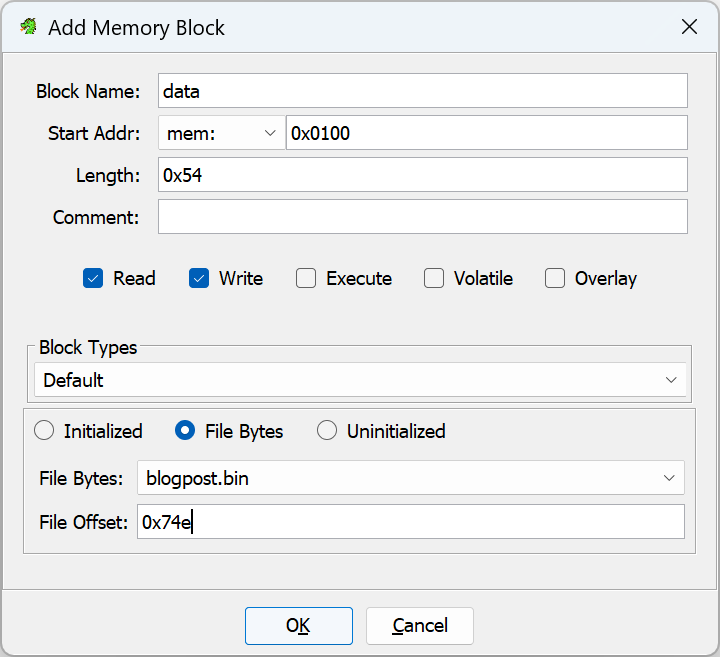 Add Memory Block
Block Name: data
Start Addr: mem: 0x0100
Length: 0x54
Comment:
Read Write Execute Volatile Overlay
Block Types
Default
Initialized File Bytes Uninitialized
File Bytes: blogpost.bin
File Offset: 0x74e
OK Cancel